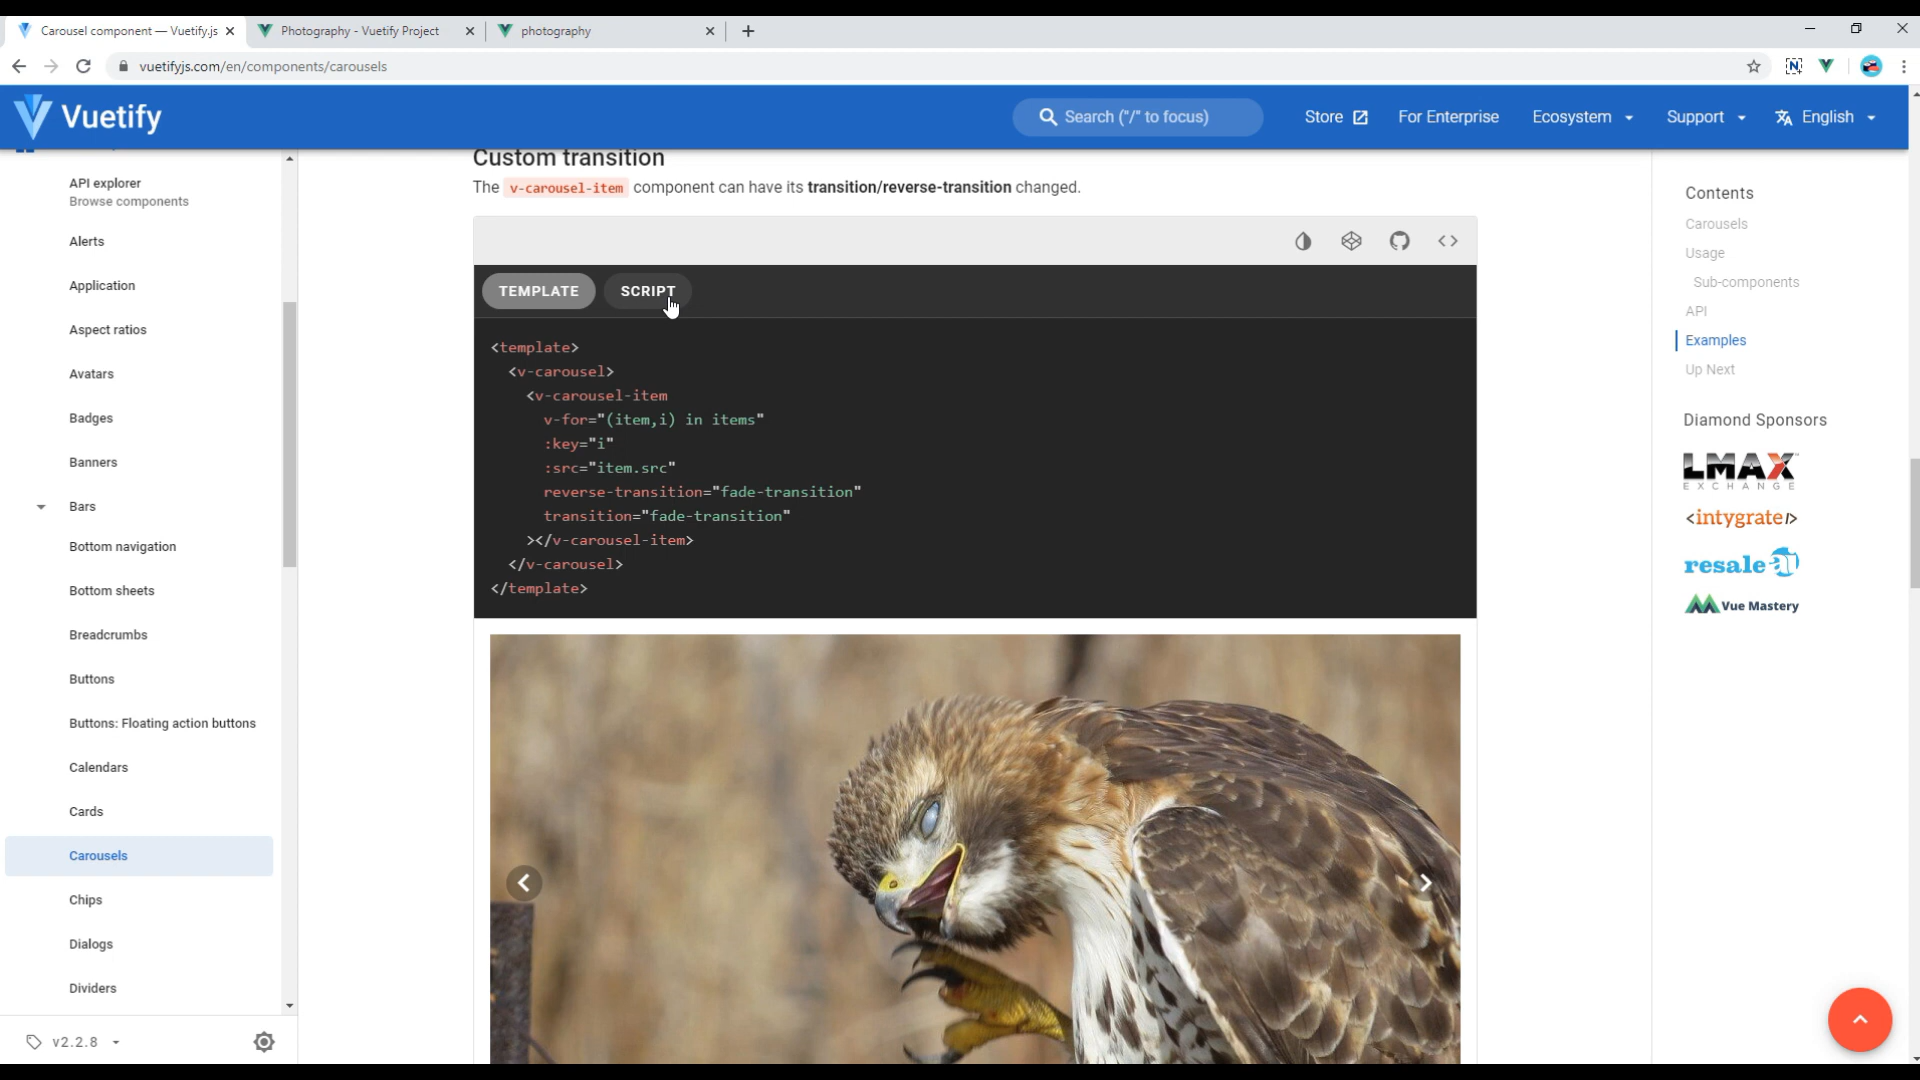 Carousel component — Vuetify.js
Photography - Vuetify Project
photography
vuetifyjs.com/en/components/carousels
Vuetify
Search ("/" to focus)
Store
For Enterprise
Ecosystem
Support
English
API explorer
Browse components
Alerts
Application
Aspect ratios
Avatars
Badges
Banners
Bars
Bottom navigation
Bottom sheets
Breadcrumbs
Buttons
Buttons: Floating action buttons
Calendars
Cards
Carousels
Chips
Dialogs
Dividers
v2.2.8
Custom transition
The v-carousel-item component can have its transition/reverse-transition changed.
TEMPLATE
SCRIPT
<template>
<v-carousel>
<v-carousel-item
v-for="(item,i) in items"
:key="i"
:src="item.src"
reverse-transition="fade-transition"
transition="fade-transition"
></v-carousel-item>
</v-carousel>
</template>
Contents
Carousels
Usage
Sub-components
API
Examples
Up Next
Diamond Sponsors
LMAX
EXCHANGE
<intygrate/>
resale ai
Vue Mastery